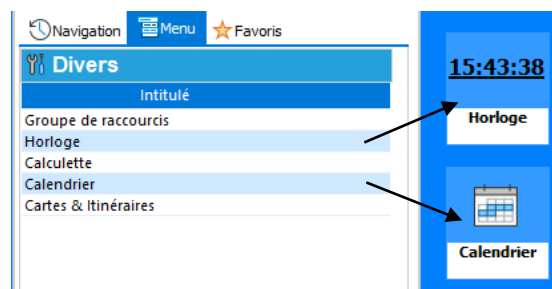 Navigation Menu Favoris
Divers
Intitulé
Groupe de raccourcis
Horloge
Calculette
Calendrier
Cartes & Itinéraires
15:43:38
Horloge
Calendrier